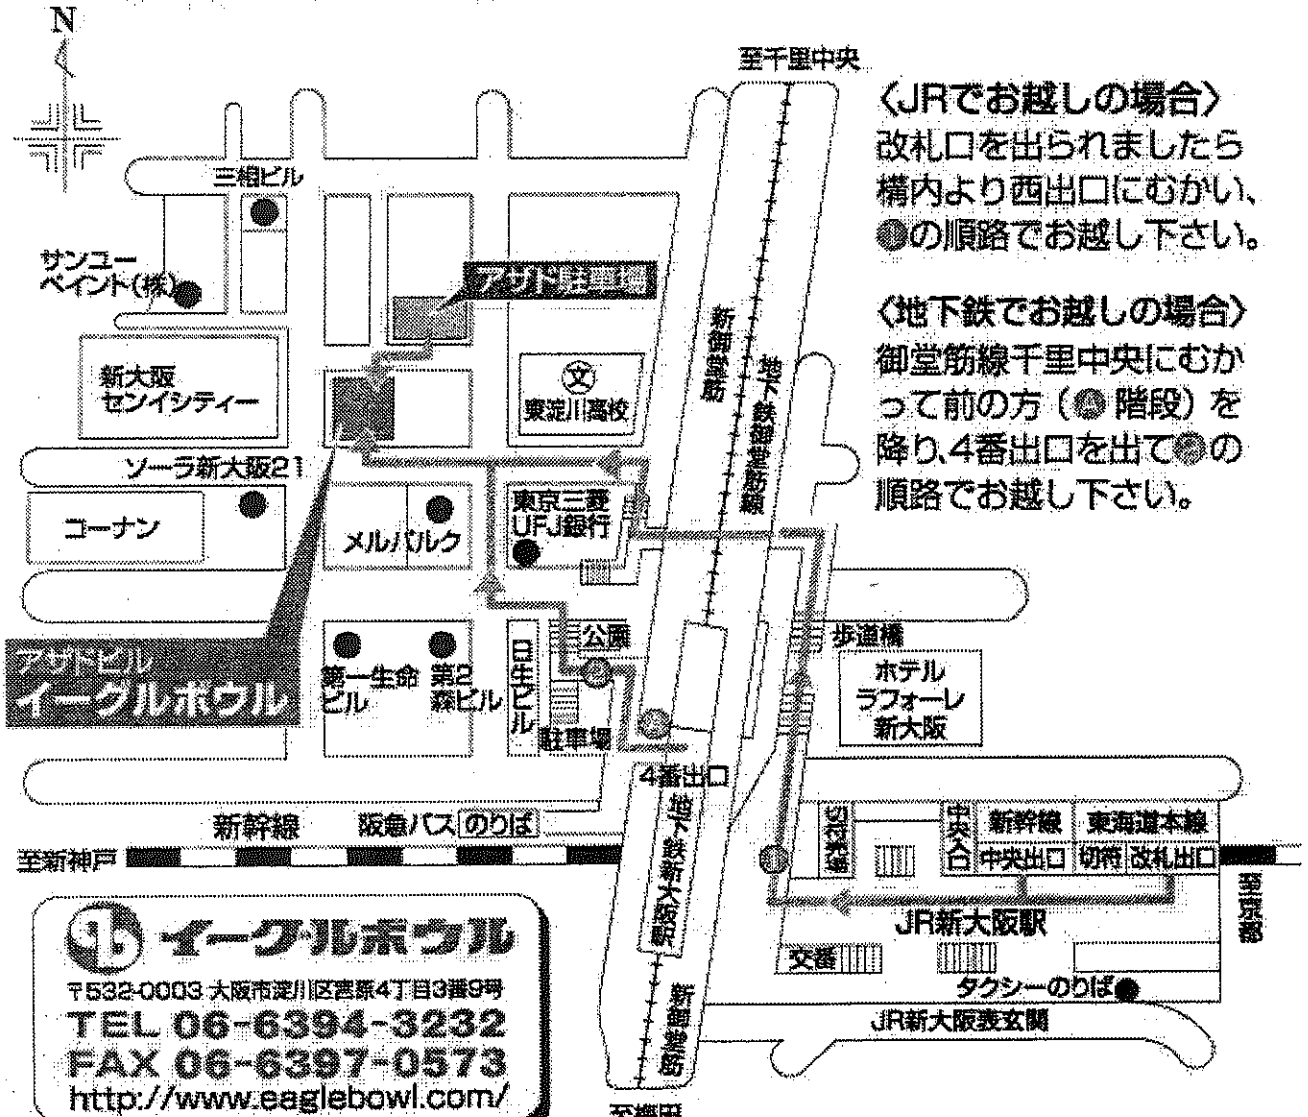 N
至千里中央
〈JRでお越しの場合〉
改札口を出られましたら
構内より西出口にむかい、
①の順路でお越し下さい。
〈地下鉄でお越しの場合〉
御堂筋線千里中央にむか
って前の方（Ⓐ階段）を
降り、4番出口を出て②の
順路でお越し下さい。
三相ビル
サンユー
ペイント(株)
アサド駐車場
新御堂筋
地下鉄御堂筋線
新大阪
センイシティー
文
東淀川高校
ソーラ新大阪21
コーナン
メルパルク
東京三菱
UFJ銀行
アサドビル
イーグルボウル
第一生命
ビル
第2
森ビル
日生ビル
公園
②
駐車場
歩道橋
ホテル
ラフォーレ
新大阪
4番出口
地下鉄新大阪駅
新幹線
阪急バス のりば
至新神戸
①
中央入口
新幹線
中央出口
東海道本線
切符
改札出口
至京都
JR新大阪駅
交番
タクシーのりば
JR新大阪表玄関
新御堂筋
至梅田
イーグルボウル
〒532-0003 大阪市淀川区宮原4丁目3番9号
TEL 06-6394-3232
FAX 06-6397-0573
http://www.eaglebowl.com/